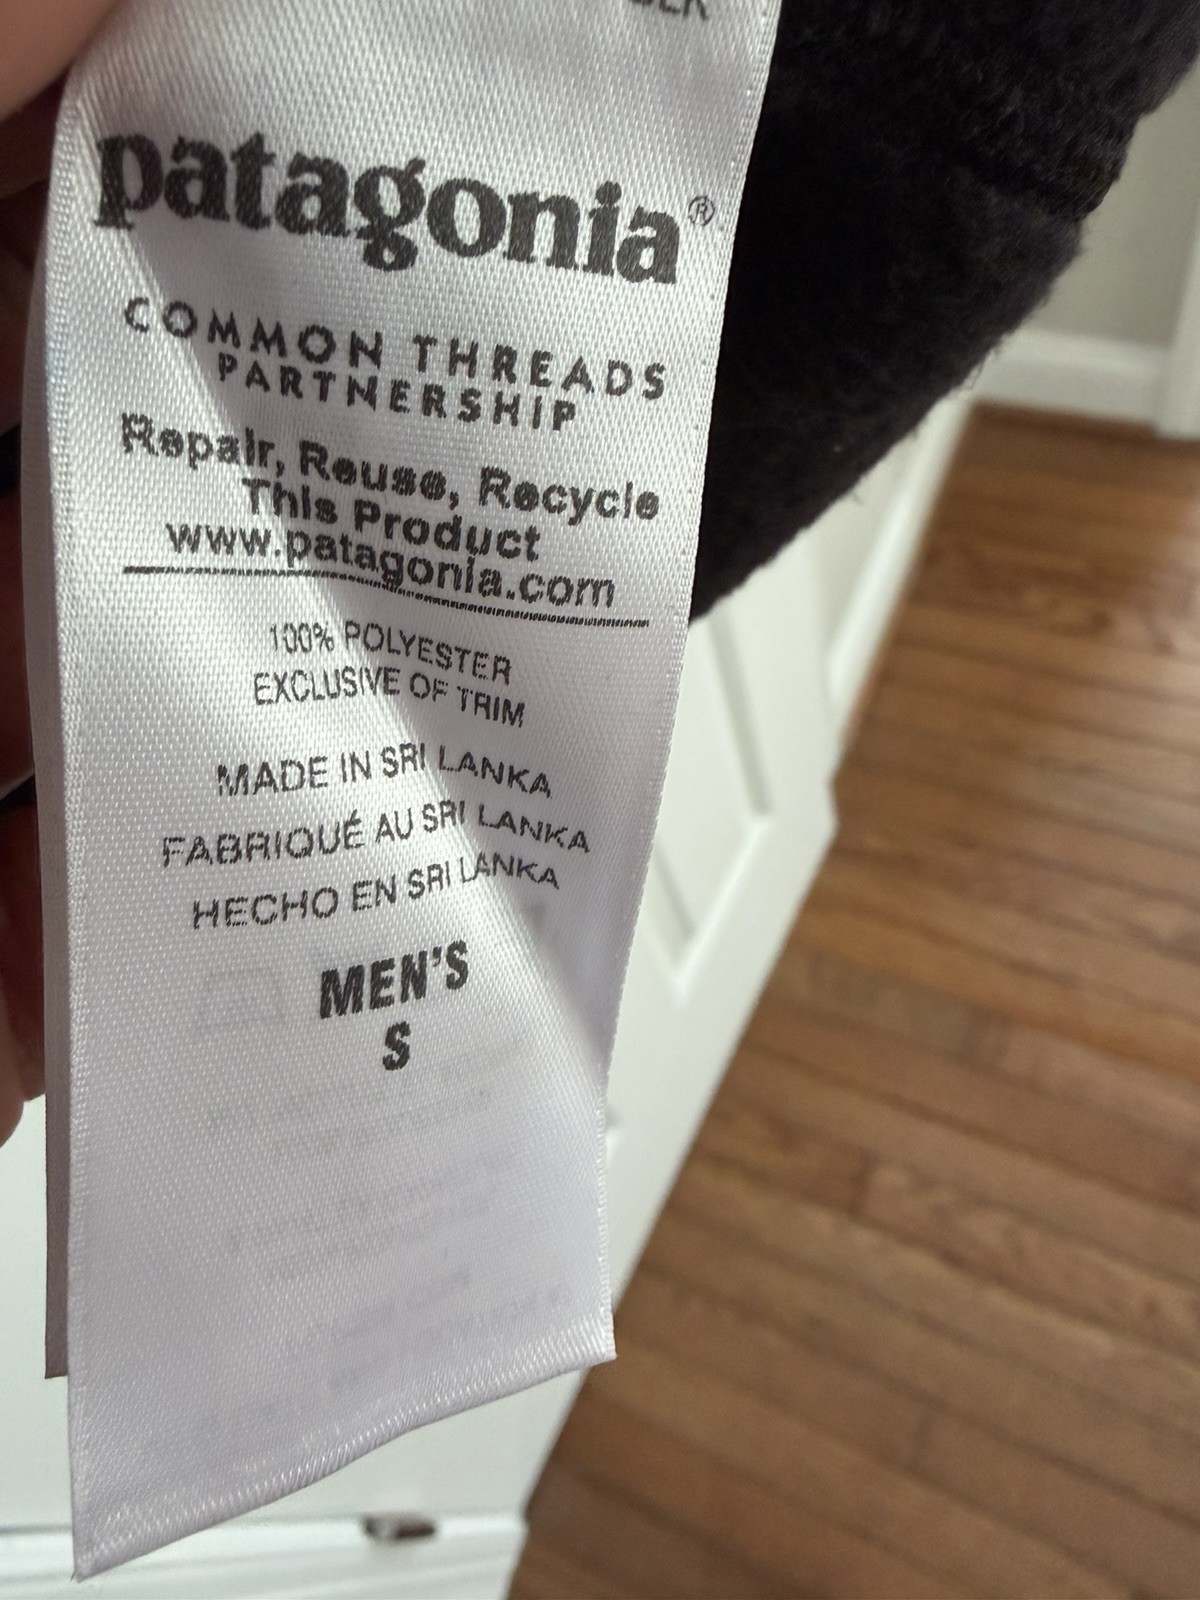 patagonia®
COMMON THREADS
PARTNERSHIP
Repair, Reuse, Recycle
This Product
www.patagonia.com
100% POLYESTER
EXCLUSIVE OF TRIM
MADE IN SRI LANKA
FABRIQUÉ AU SRI LANKA
HECHO EN SRI LANKA
MEN'S
S